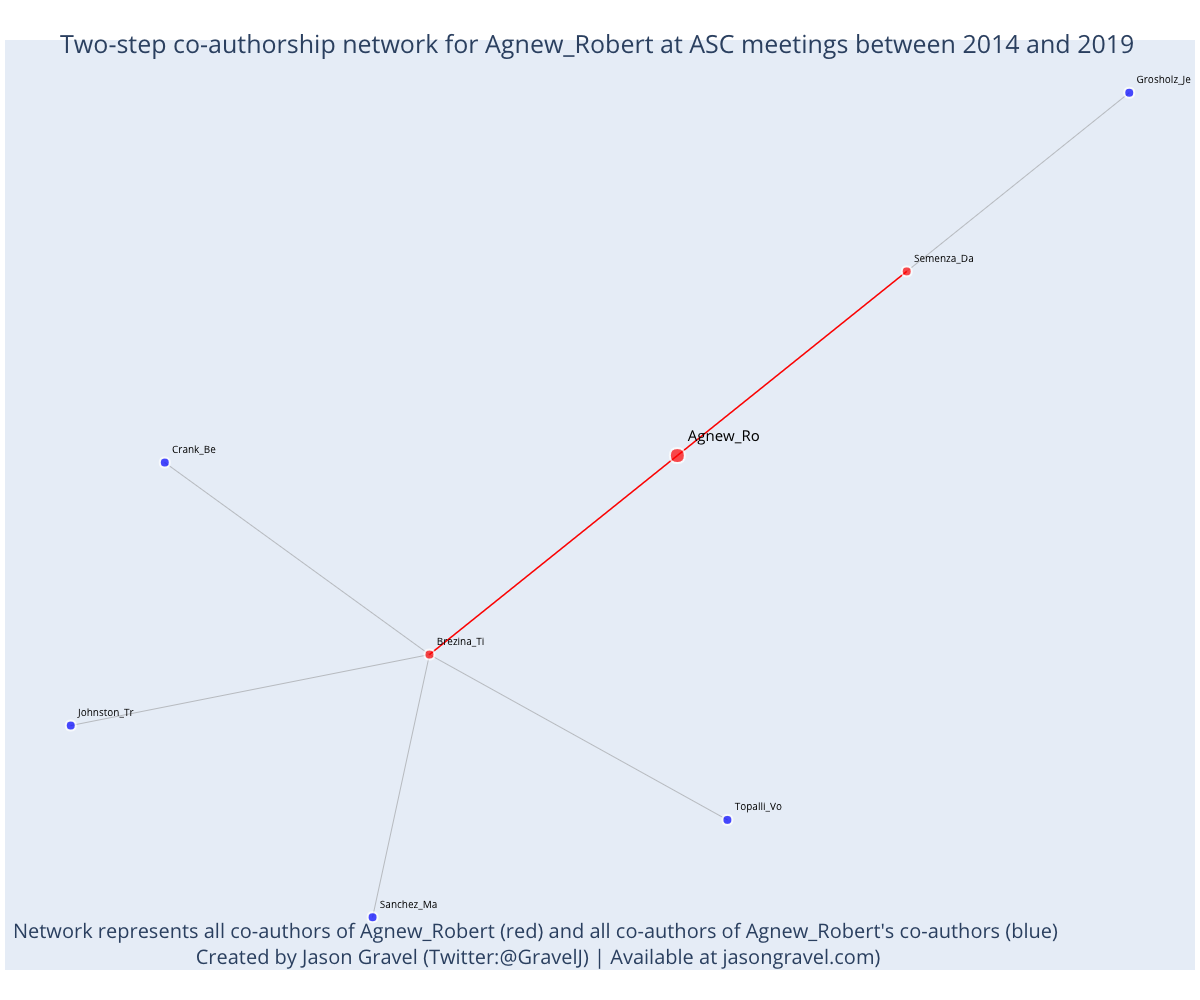 Two-step co-authorship network for Agnew_Robert at ASC meetings between 2014 and 2019
Grosholz_Je
Semenza_Da
Agnew_Ro
Crank_Be
Brezina_Ti
Johnston_Tr
Topalli_Vo
Sanchez_Ma
Network represents all co-authors of Agnew_Robert (red) and all co-authors of Agnew_Robert's co-authors (blue)
Created by Jason Gravel (Twitter:@GravelJ) | Available at jasongravel.com)